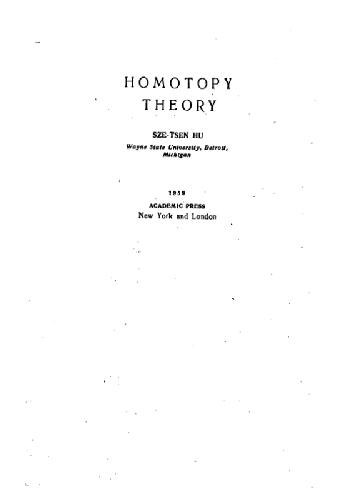 HOMOTOPY
THEORY
SZE-TSEN HU
Wayne State University, Detroit,
Michigan
1959
ACADEMIC PRESS
New York and London